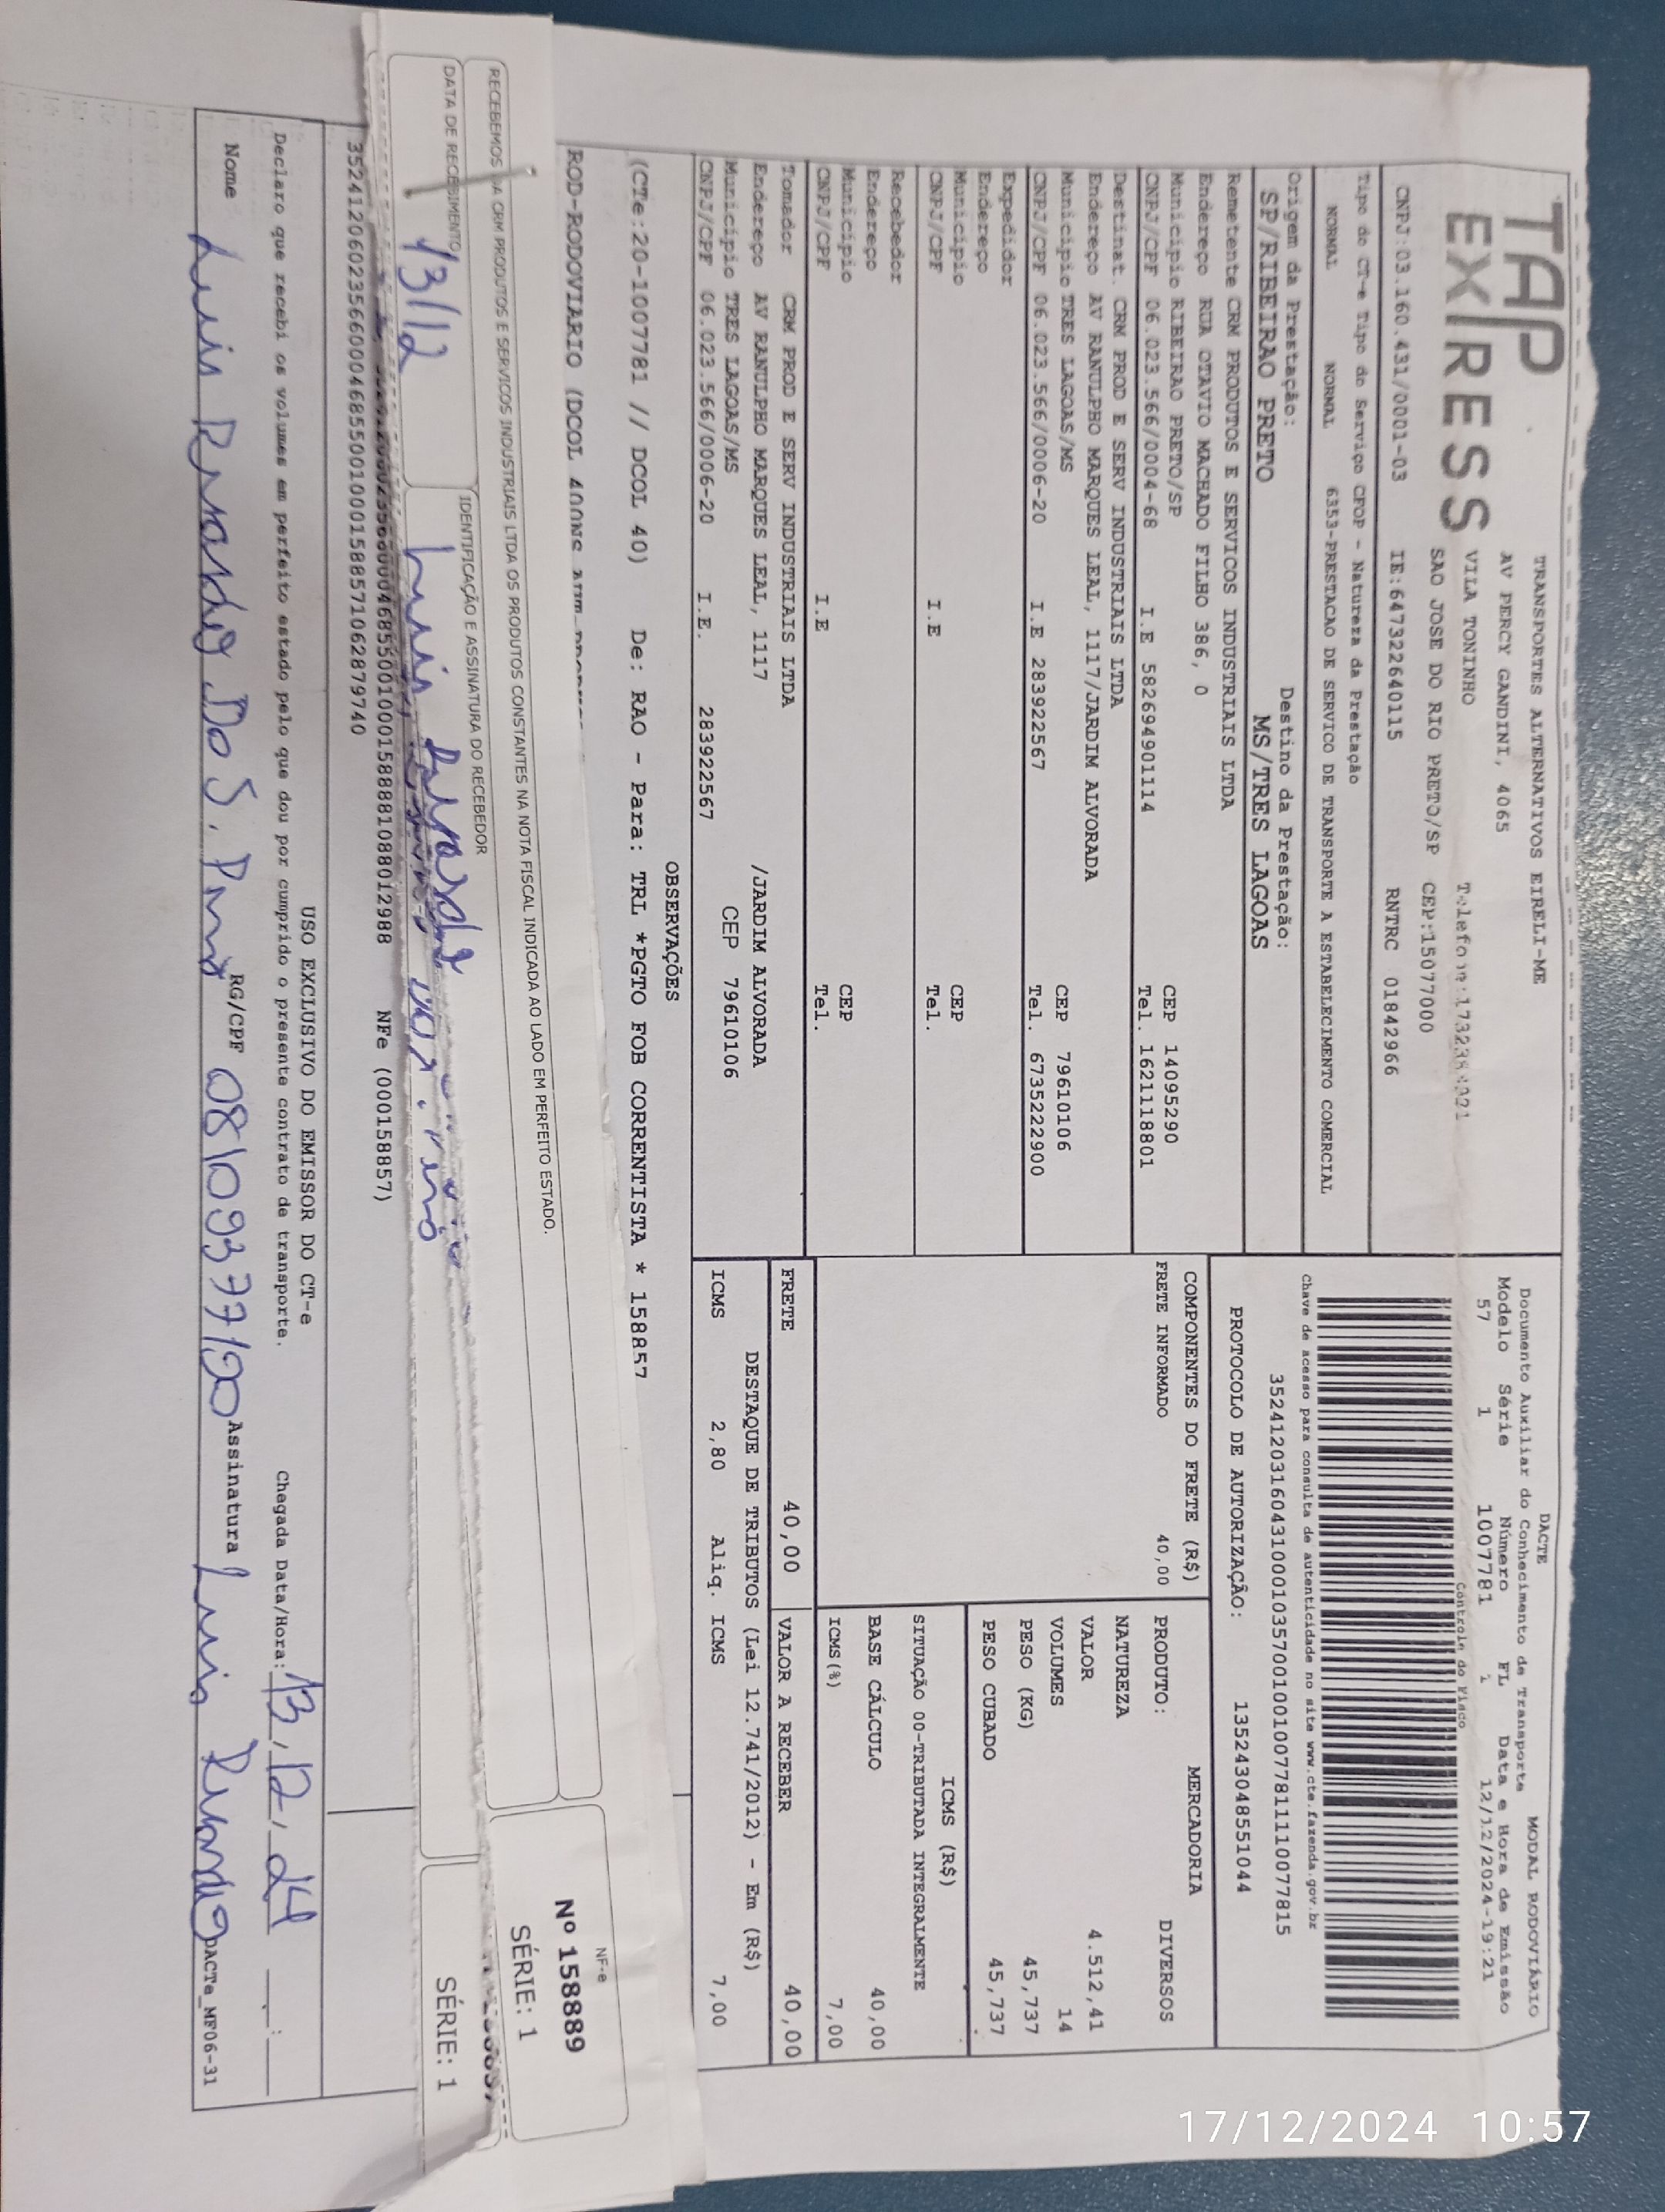 TAP
EXPRESS
TRANSPORTES ALTERNATIVOS EIRELI-ME
AV PERCY GANDINI, 4065
VILA TONINHO
SAO JOSE DO RIO PRETO/SP CEP:15077000
CNPJ:03.160.431/0001-03 IE:647322640115 RNTRC 01842966
Tipo do CT-e Tipo do Serviço CFOP - Natureza da Prestação
NORMAL NORMAL 6353-PRESTACAO DE SERVICO DE TRANSPORTE A ESTABELECIMENTO COMERCIAL
Origem da Prestação: Destino da Prestação:
SP/RIBEIRAO PRETO MS/TRES LAGOAS
DACTE MODAL RODOVIÁRIO
Documento Auxiliar do Conhecimento de Transporte
Modelo Série Número FL Data e Hora de Emissão
57 1 1007781 1 12/12/2024-19:21
Controle do Fisco
Chave de acesso para consulta de autenticidade no site www.cte.fazenda.gov.br
35241203160431000103570010010077811110077815
PROTOCOLO DE AUTORIZAÇÃO: 135243048551044
Remetente CRM PRODUTOS E SERVICOS INDUSTRIAIS LTDA
Endereço RUA OTAVIO MACHADO FILHO 386, 0
Município RIBEIRAO PRETO/SP CEP 14095290
CNPJ/CPF 06.023.566/0004-68 I.E 582694901114 Tel. 1621118801
Destinat. CRM PROD E SERV INDUSTRIAIS LTDA
Endereço AV RANULPHO MARQUES LEAL, 1117/JARDIM ALVORADA
Município TRES LAGOAS/MS CEP 79610106
CNPJ/CPF 06.023.566/0006-20 I.E 283922567 Tel. 6735222900
Expedidor
Endereço
Município CEP
CNPJ/CPF I.E Tel.
Recebedor
Endereço
Município CEP
CNPJ/CPF I.E Tel.
Tomador CRM PROD E SERV INDUSTRIAIS LTDA
Endereço AV RANULPHO MARQUES LEAL, 1117 /JARDIM ALVORADA
Município TRES LAGOAS/MS CEP 79610106
CNPJ/CPF 06.023.566/0006-20 I.E. 283922567
COMPONENTES DO FRETE (R$)
FRETE INFORMADO 40,00
MERCADORIA
PRODUTO: DIVERSOS
NATUREZA
VALOR 4.512,41
VOLUMES 14
PESO (KG) 45,737
PESO CUBADO 45,737
ICMS (R$)
SITUAÇÃO 00-TRIBUTADA INTEGRALMENTE
BASE CÁLCULO 40,00
ICMS(%) 7,00
FRETE 40,00 VALOR A RECEBER 40,00
DESTAQUE DE TRIBUTOS (Lei 12.741/2012) - Em (R$)
ICMS 2,80 Aliq. ICMS 7,00
OBSERVAÇÕES
(CTe:20-1007781 // DCOL 40) De: RAO - Para: TRL *PGTO FOB CORRENTISTA * 158857
ROD-RODOVIARIO (DCOL
RECEBEMOS DA CRM PRODUTOS E SERVICOS INDUSTRIAIS LTDA OS PRODUTOS CONSTANTES NA NOTA FISCAL INDICADA AO LADO EM PERFEITO ESTADO.
DATA DE RECEBIMENTO
13/12
IDENTIFICAÇÃO E ASSINATURA DO RECEBEDOR
Luis
NF-e
Nº 158889
SÉRIE: 1
SÉRIE: 1
NFe (000158857)
35241206023566000468550010001588571062879740
USO EXCLUSIVO DO EMISSOR DO CT-e
Declaro que recebi os volumes em perfeito estado pelo que dou por cumprido o presente contrato de transporte. Chegada Data/Hora: 13/12/24
Nome Luis Ricardo Do S. RG/CPF 08109377190 Assinatura Luis Ricardo DACTe_MF06-31
17/12/2024 10:57